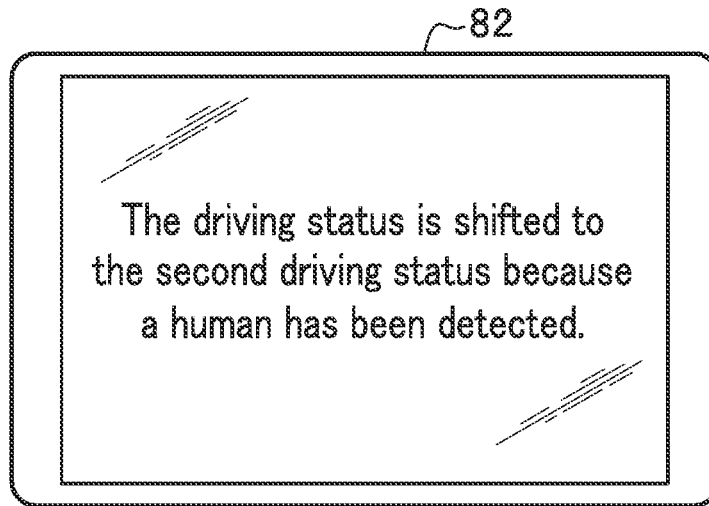 82
The driving status is shifted to
the second driving status because
a human has been detected.